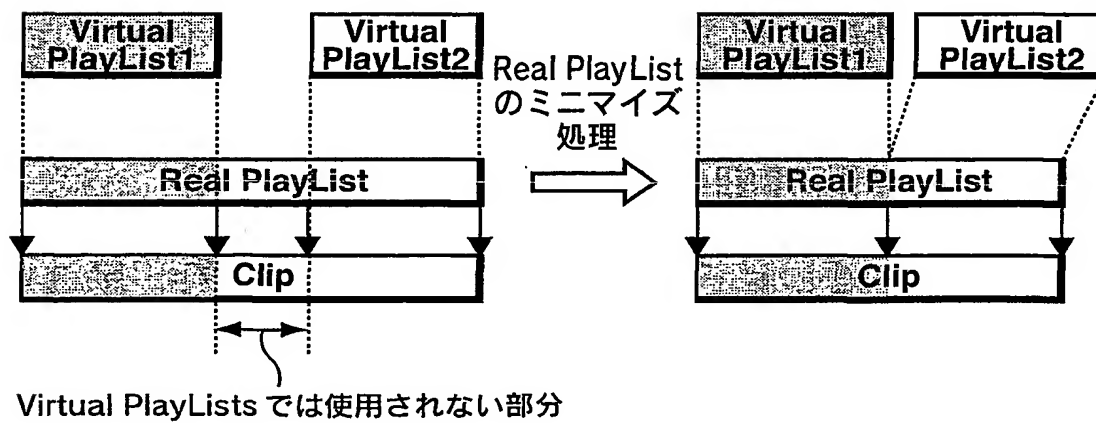 Virtual
PlayList1
Virtual
PlayList2
Real PlayList
のミニマイズ
処理
Virtual
PlayList1
Virtual
PlayList2
Real PlayList
Real PlayList
Clip
Clip
Virtual PlayLists では使用されない部分